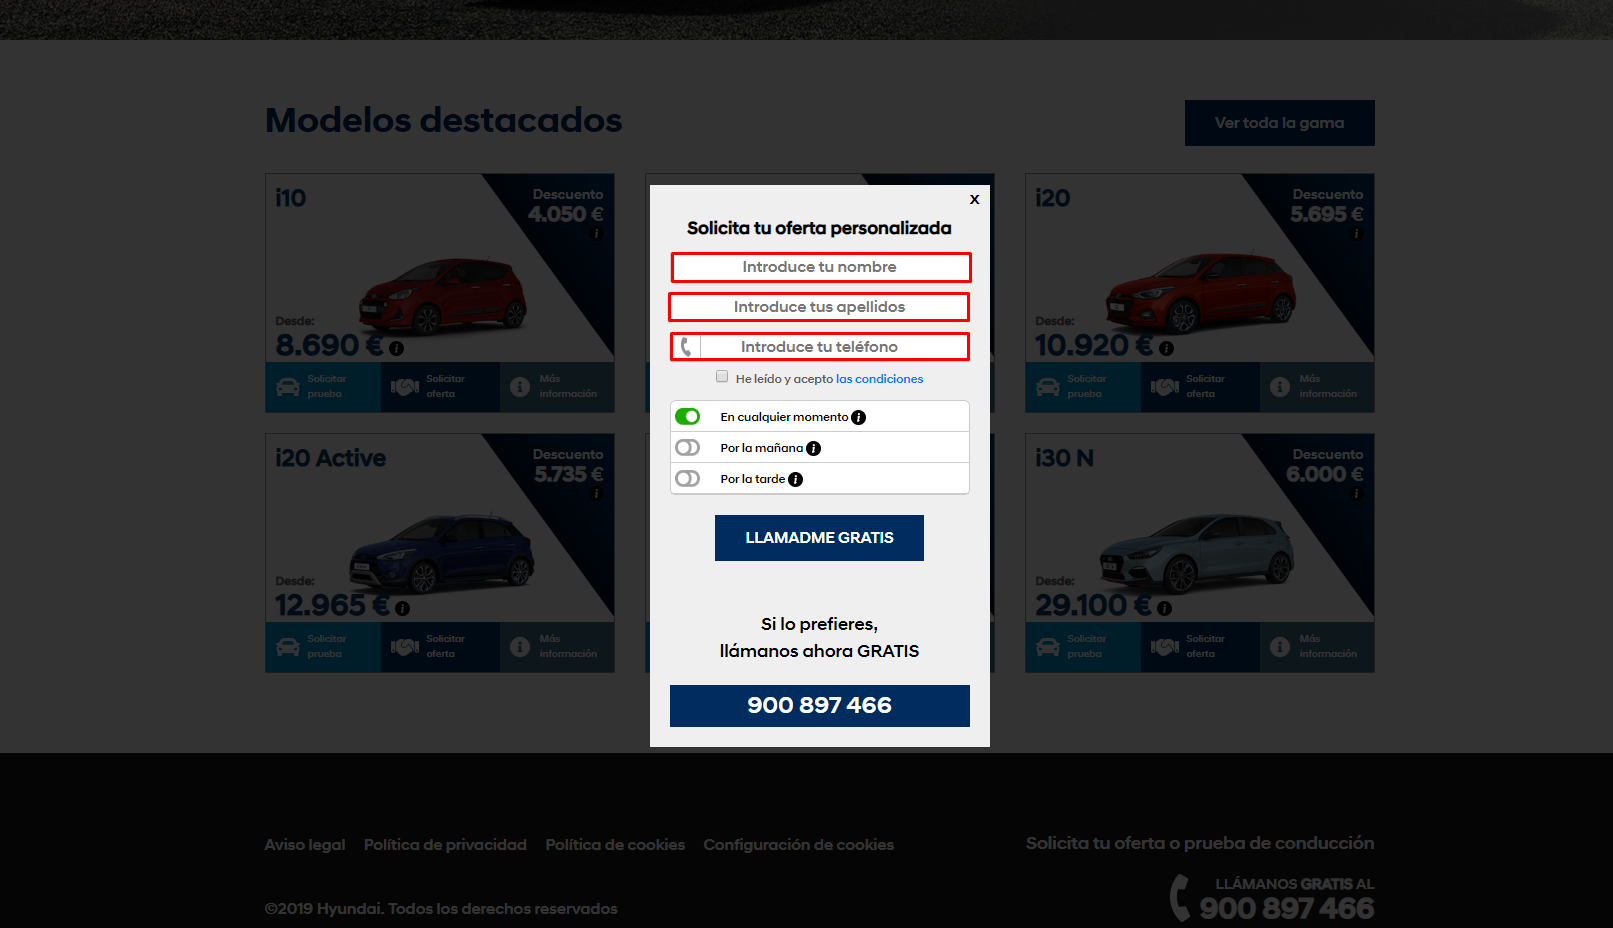 Modelos destacados
Ver toda la gama
i10
Descuento
4.050 €
Desde:
8.690 €
Solicitar
prueba
Solicitar
oferta
Más
información
i20
Descuento
5.695 €
Desde:
10.920 €
Solicitar
prueba
Solicitar
oferta
Más
información
i20 Active
Descuento
5.735 €
Desde:
12.965 €
Solicitar
prueba
Solicitar
oferta
Más
información
i30 N
Descuento
6.000 €
Desde:
29.100 €
Solicitar
prueba
Solicitar
oferta
Más
información
X
Solicita tu oferta personalizada
Introduce tu nombre
Introduce tus apellidos
Introduce tu teléfono
He leído y acepto las condiciones
En cualquier momento
Por la mañana
Por la tarde
LLAMADME GRATIS
Si lo prefieres,
llámanos ahora GRATIS
900 897 466
Aviso legal Política de privacidad Política de cookies Configuración de cookies
©2019 Hyundai. Todos los derechos reservados
Solicita tu oferta o prueba de conducción
LLÁMANOS GRATIS AL
900 897 466